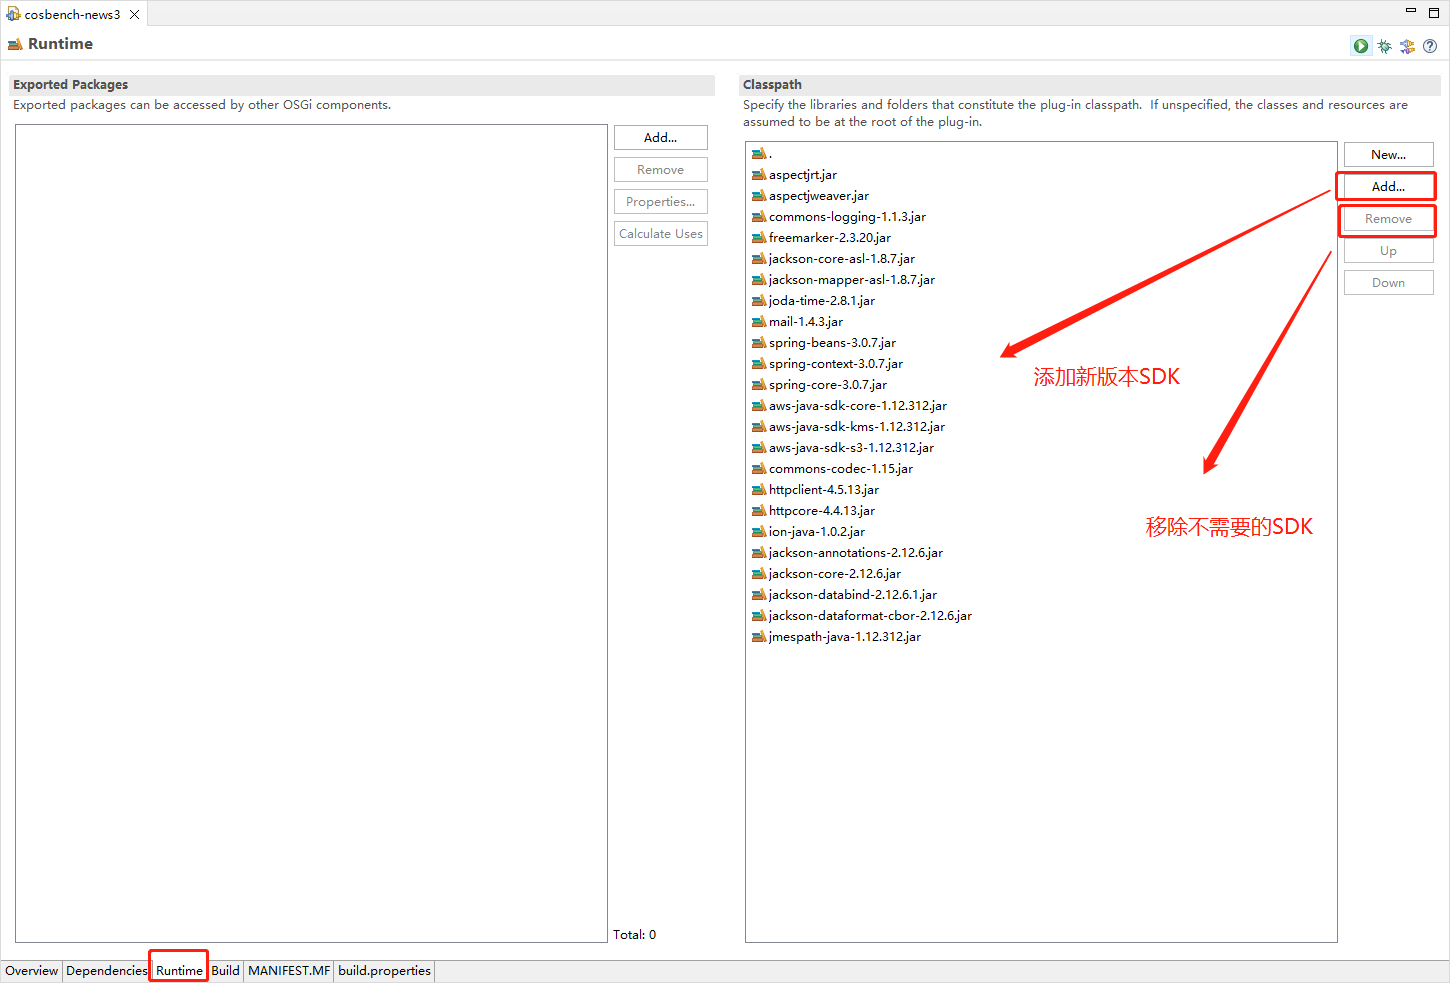 cosbench-news3
Runtime
Exported Packages
Exported packages can be accessed by other OSGi components.
Add...
Remove
Properties...
Calculate Uses
Total: 0
Classpath
Specify the libraries and folders that constitute the plug-in classpath.  If unspecified, the classes and resources are
assumed to be at the root of the plug-in.
.
aspectjrt.jar
aspectjweaver.jar
commons-logging-1.1.3.jar
freemarker-2.3.20.jar
jackson-core-asl-1.8.7.jar
jackson-mapper-asl-1.8.7.jar
joda-time-2.8.1.jar
mail-1.4.3.jar
spring-beans-3.0.7.jar
spring-context-3.0.7.jar
spring-core-3.0.7.jar
aws-java-sdk-core-1.12.312.jar
aws-java-sdk-kms-1.12.312.jar
aws-java-sdk-s3-1.12.312.jar
commons-codec-1.15.jar
httpclient-4.5.13.jar
httpcore-4.4.13.jar
ion-java-1.0.2.jar
jackson-annotations-2.12.6.jar
jackson-core-2.12.6.jar
jackson-databind-2.12.6.1.jar
jackson-dataformat-cbor-2.12.6.jar
jmespath-java-1.12.312.jar
New...
Add...
Remove
Up
Down
添加新版本SDK
移除不需要的SDK
Overview Dependencies Runtime Build MANIFEST.MF build.properties